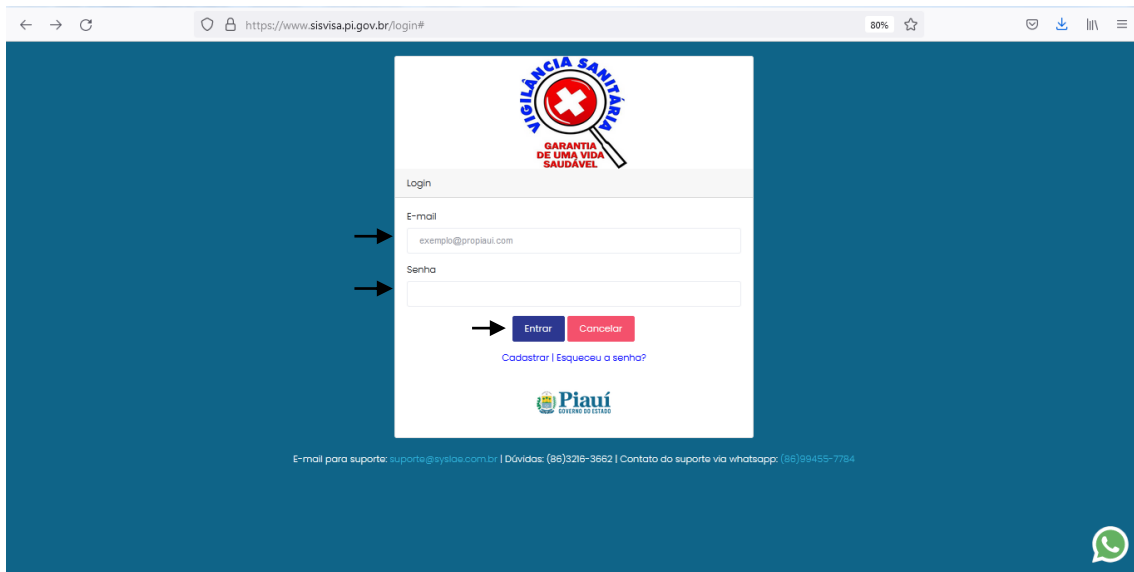 https://www.sisvisa.pi.gov.br/login#
80%
VIGILÂNCIA SANITÁRIA
GARANTIA
DE UMA VIDA
SAUDÁVEL
Login
E-mail
exemplo@propiaui.com
Senha
Entrar
Cancelar
Cadastrar | Esqueceu a senha?
Piauí
GOVERNO DO ESTADO
E-mail para suporte: suporte@syslae.com.br | Dúvidas: (86)3216-3662 | Contato do suporte via whatsapp: (86)99455-7784